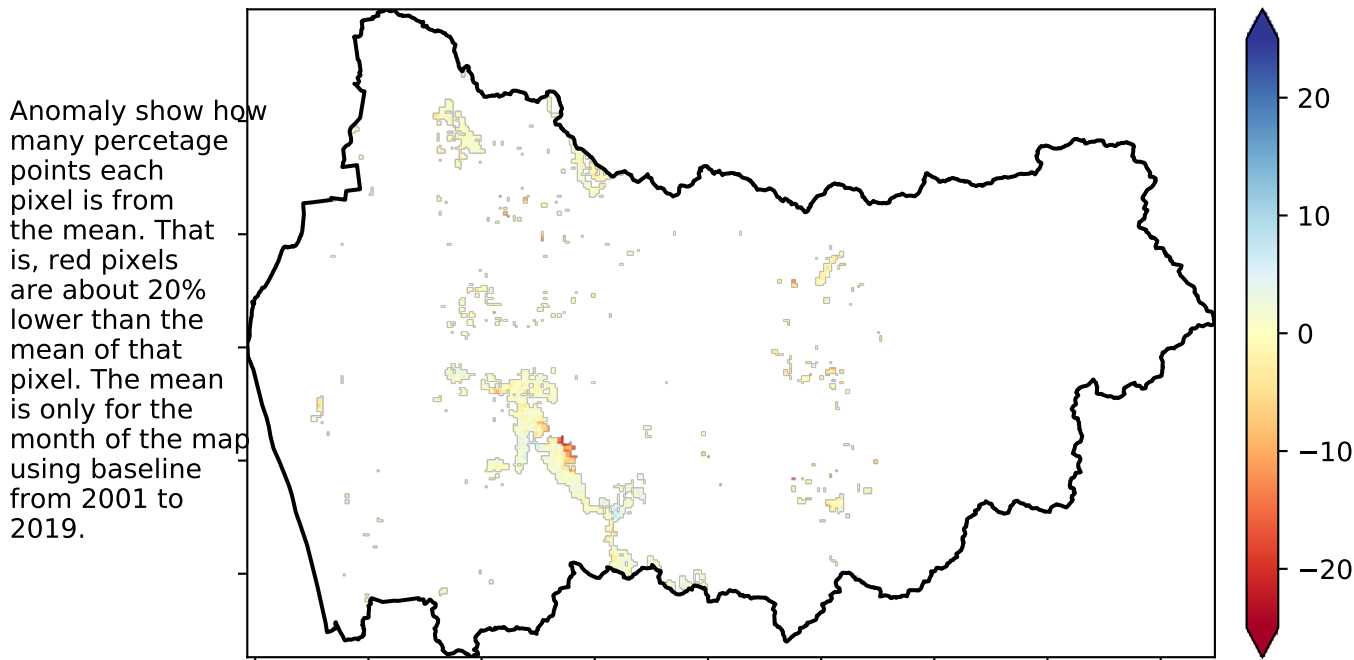 Anomaly show how
many percetage
points each
pixel is from
the mean. That
is, red pixels
are about 20%
lower than the
mean of that
pixel. The mean
is only for the
month of the map
using baseline
from 2001 to
2019.
20
10
0
−10
−20